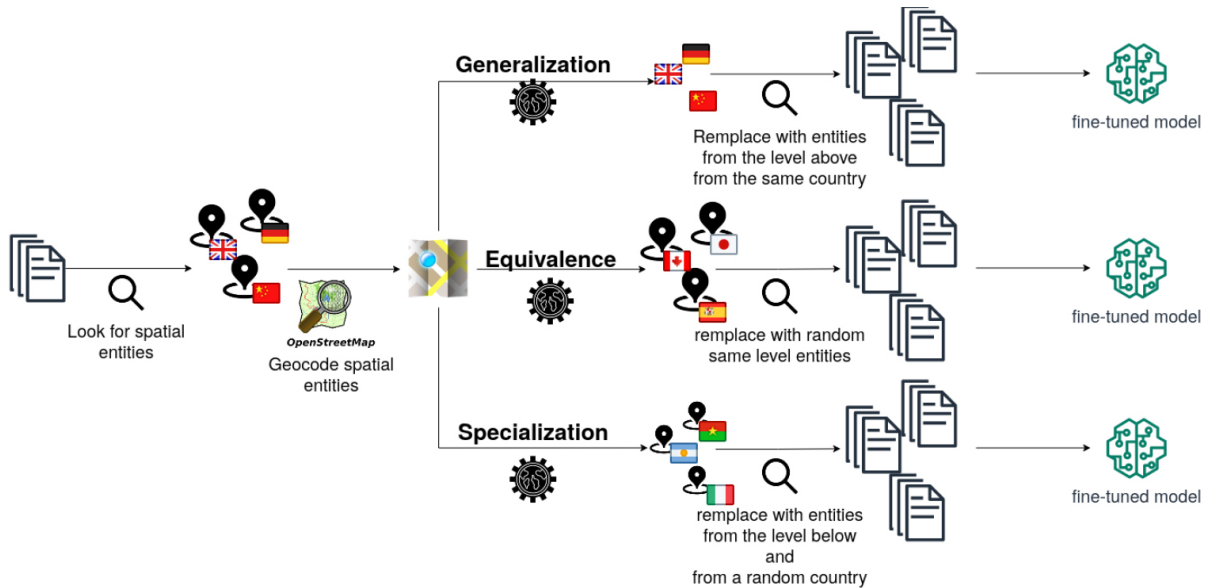 Generalization
Remplace with entities
from the level above
from the same country
fine-tuned model
Look for spatial
entities
OpenStreetMap
Geocode spatial
entities
Equivalence
remplace with random
same level entities
fine-tuned model
Specialization
remplace with entities
from the level below
and
from a random country
fine-tuned model